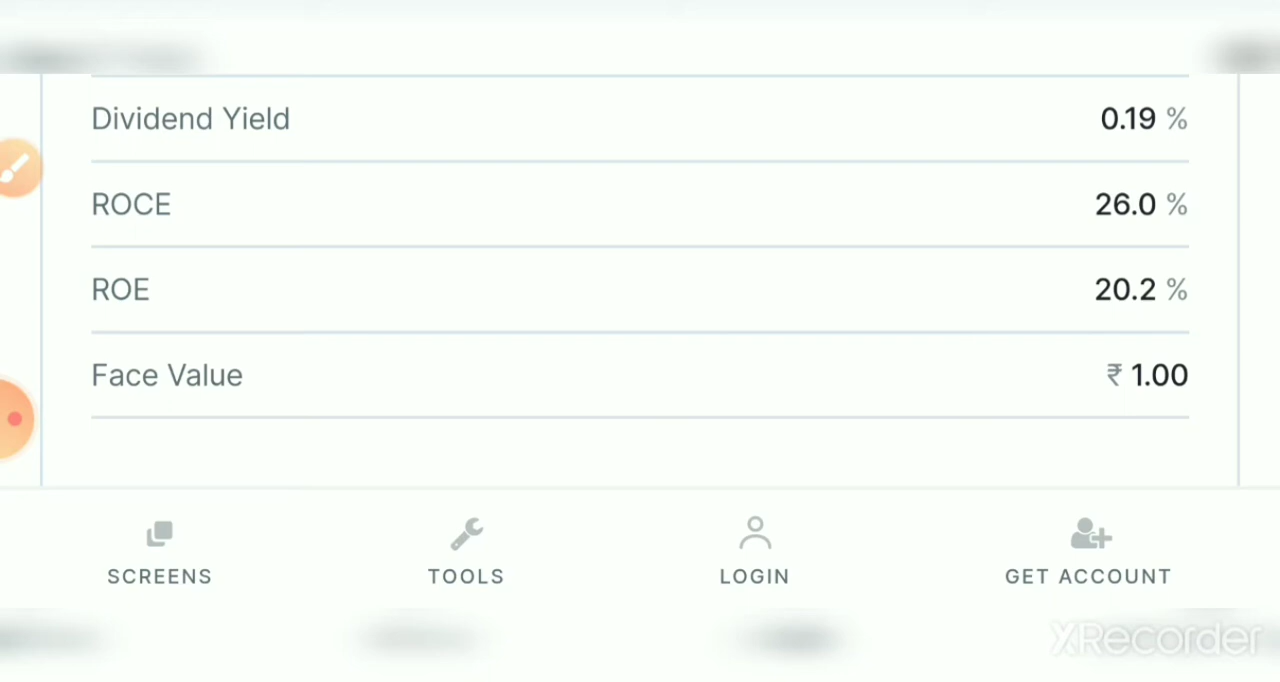 Dividend Yield 0.19 %
ROCE 26.0 %
ROE 20.2 %
Face Value ₹ 1.00
SCREENS TOOLS LOGIN GET ACCOUNT
XRecorder